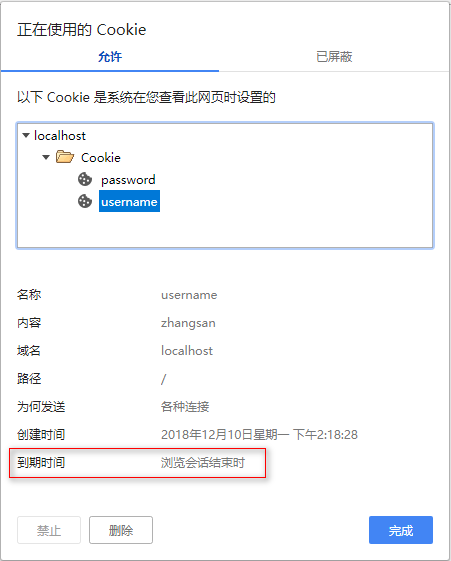 正在使用的 Cookie
允许 已屏蔽
以下 Cookie 是系统在您查看此网页时设置的
localhost
Cookie
password
username
名称 username
内容 zhangsan
域名 localhost
路径 /
为何发送 各种连接
创建时间 2018年12月10日星期一 下午2:18:28
到期时间 浏览会话结束时
禁止 删除 完成